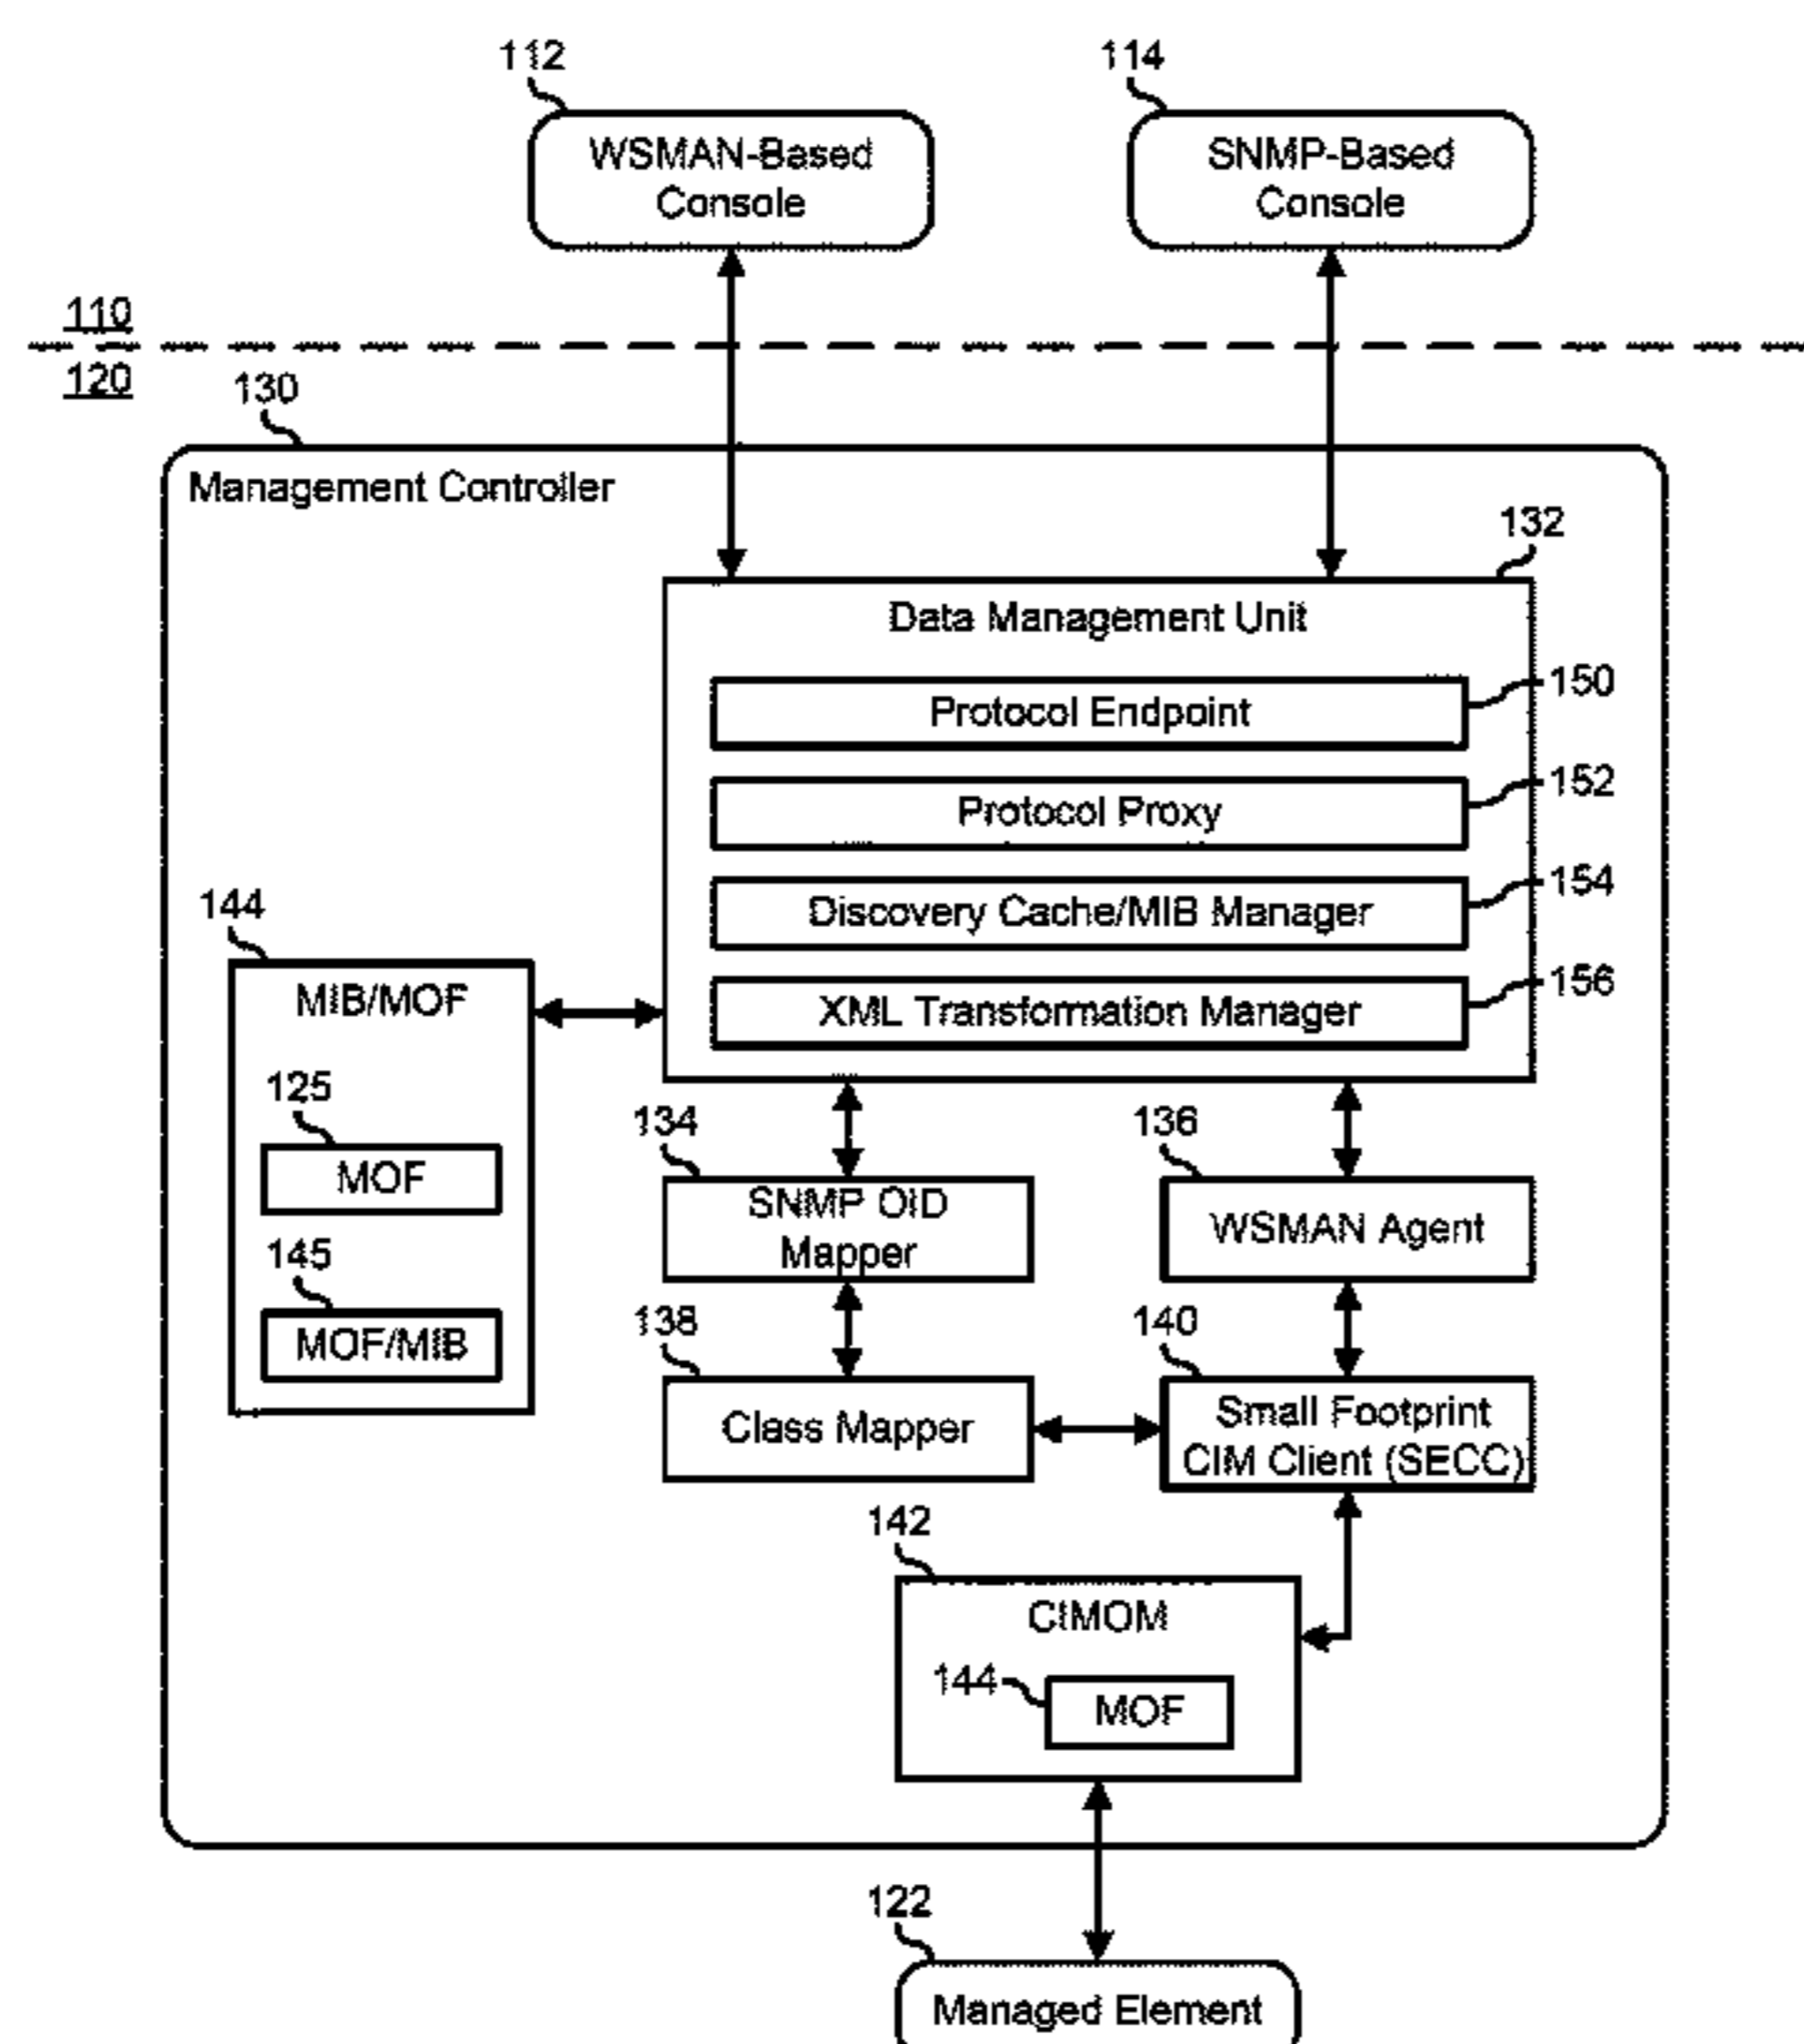 112
114
WSMAN-Based
Console
SNMP-Based
Console
110
120
130
Management Controller
132
Data Management Unit
150
Protocol Endpoint
152
Protocol Proxy
154
Discovery Cache/MIB Manager
156
XML Transformation Manager
144
MIB/MOF
125
MOF
145
MOF/MIB
134
SNMP OID
Mapper
136
WSMAN Agent
138
Class Mapper
140
Small Footprint
CIM Client (SECC)
142
CIMOM
144
MOF
122
Managed Element